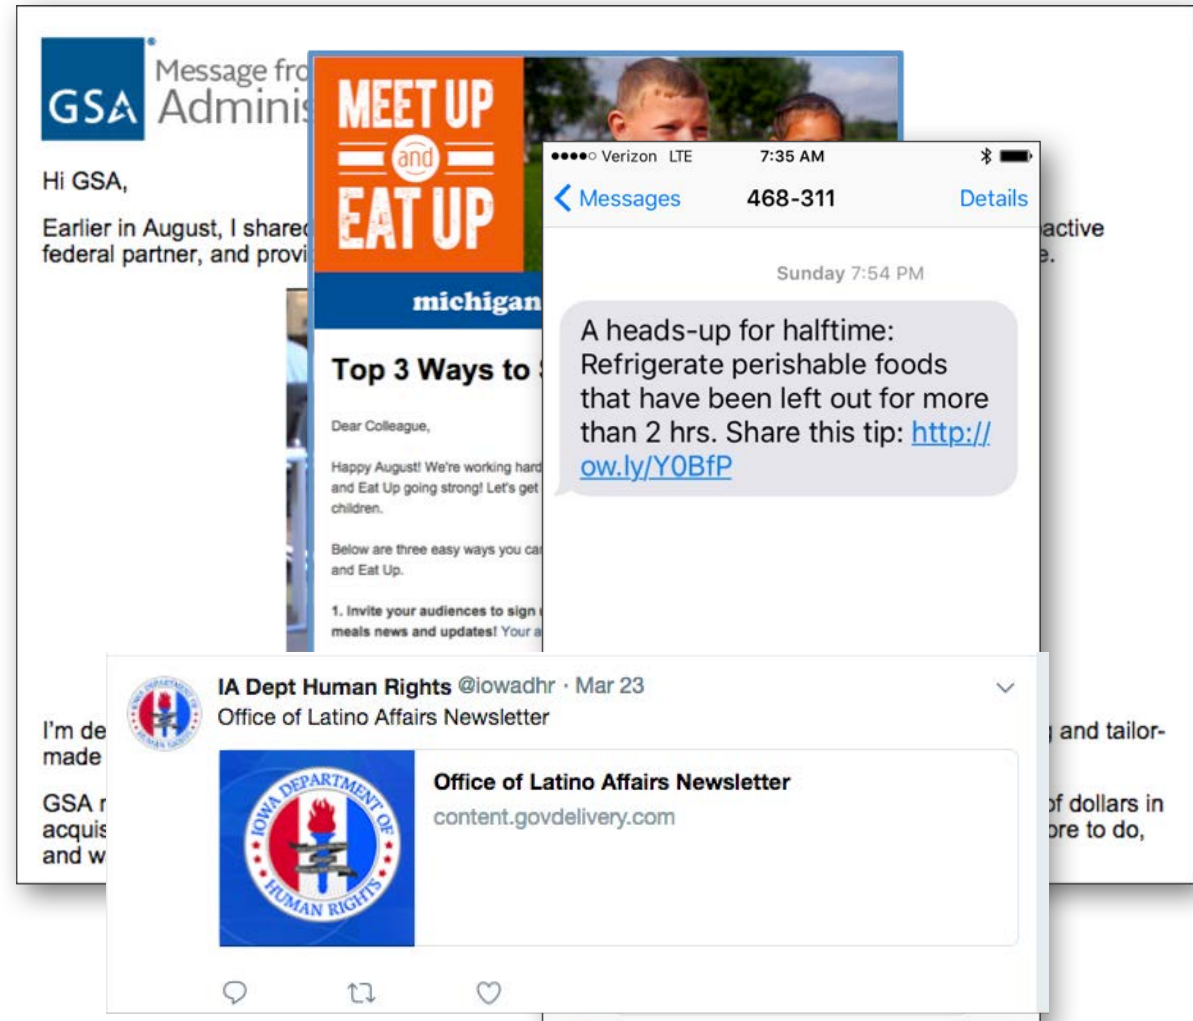 GSA
Message fro
Adminis
Hi GSA,
Earlier in August, I shared
federal partner, and provi
active
e.
MEET UP
and
EAT UP
michigan
Top 3 Ways to
Dear Colleague,
Happy August! We're working hard
and Eat Up going strong! Let's get
children.
Below are three easy ways you ca
and Eat Up.
1. Invite your audiences to sign
meals news and updates! Your a
Verizon LTE 7:35 AM
Messages 468-311 Details
Sunday 7:54 PM
A heads-up for halftime:
Refrigerate perishable foods
that have been left out for more
than 2 hrs. Share this tip: http://
ow.ly/Y0BfP
IA Dept Human Rights @iowadhr · Mar 23
Office of Latino Affairs Newsletter
IOWA DEPARTMENT OF
HUMAN RIGHTS
Office of Latino Affairs Newsletter
content.govdelivery.com
I'm de
made
and tailor-
GSA r
acquis
and w
of dollars in
ore to do,